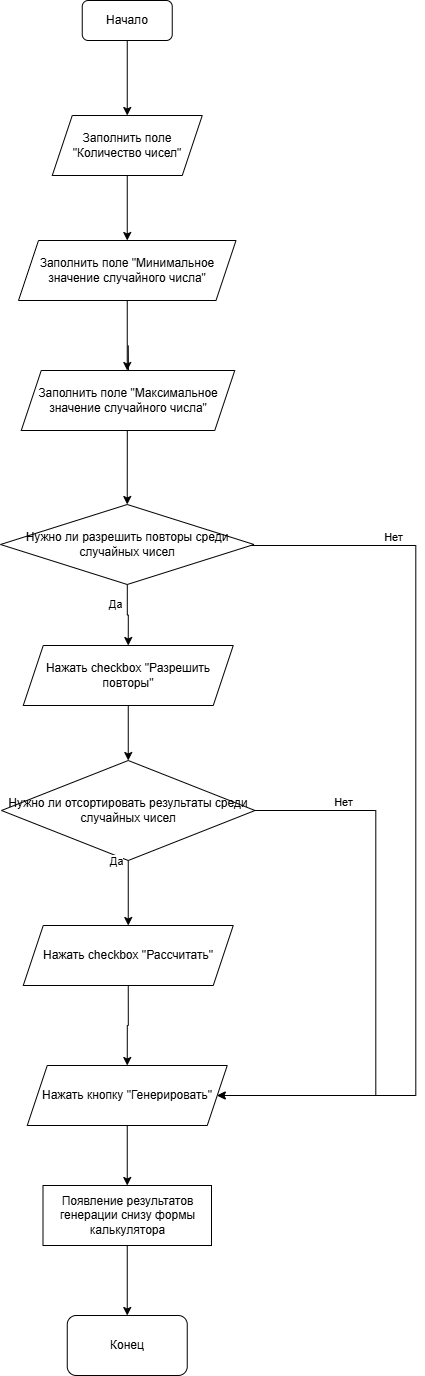 Начало
Заполнить поле
"Количество чисел"
Заполнить поле "Минимальное
значение случайного числа"
Заполнить поле "Максимальное
значение случайного числа"
Нужно ли разрешить повторы среди
случайных чисел
Нет
Да
Нажать checkbox "Разрешить
повторы"
Нужно ли отсортировать результаты среди
случайных чисел
Нет
Да
Нажать checkbox "Рассчитать"
Нажать кнопку "Генерировать"
Появление результатов
генерации снизу формы
калькулятора
Конец